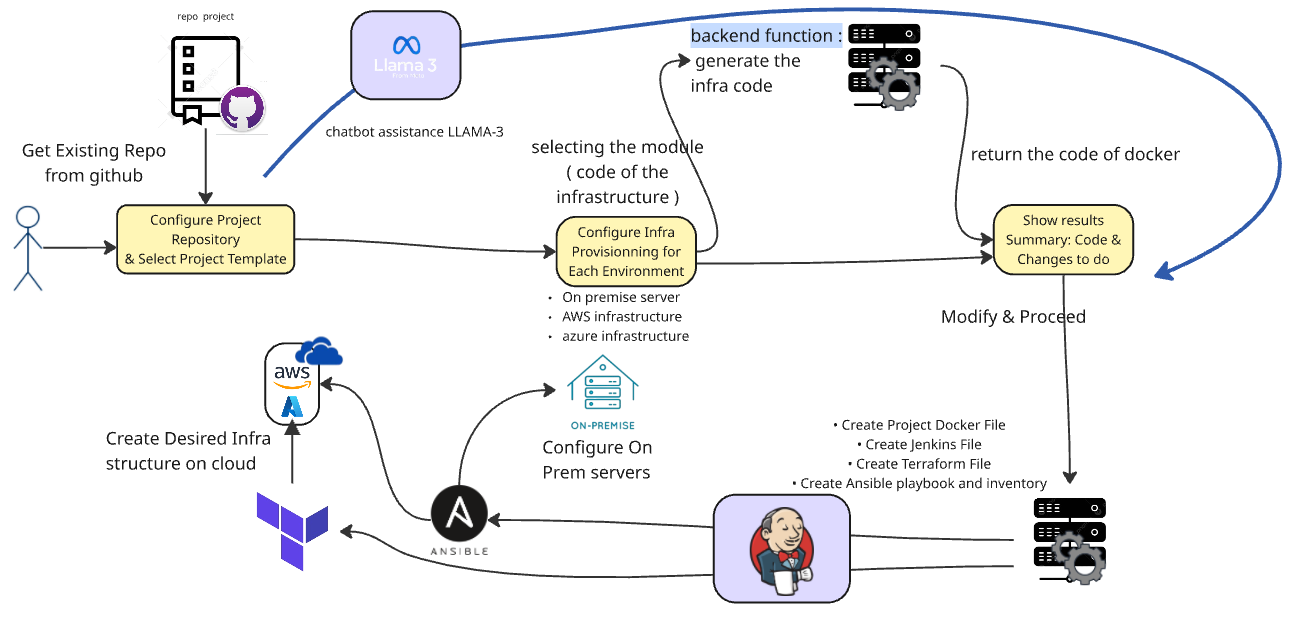 repo project
Llama 3
chatbot assistance LLAMA-3
Get Existing Repo
from github
Configure Project
Repository
& Select Project Template
backend function :
generate the
infra code
selecting the module
( code of the
infrastructure )
Configure Infra
Provisionning for
Each Environment
• On premise server
• AWS infrastructure
• azure infrastructure
return the code of docker
Show results
Summary: Code &
Changes to do
Modify & Proceed
• Create Project Docker File
• Create Jenkins File
• Create Terraform File
• Create Ansible playbook and inventory
ON-PREMISE
Configure On
Prem servers
ANSIBLE
aws
Create Desired Infra
structure on cloud